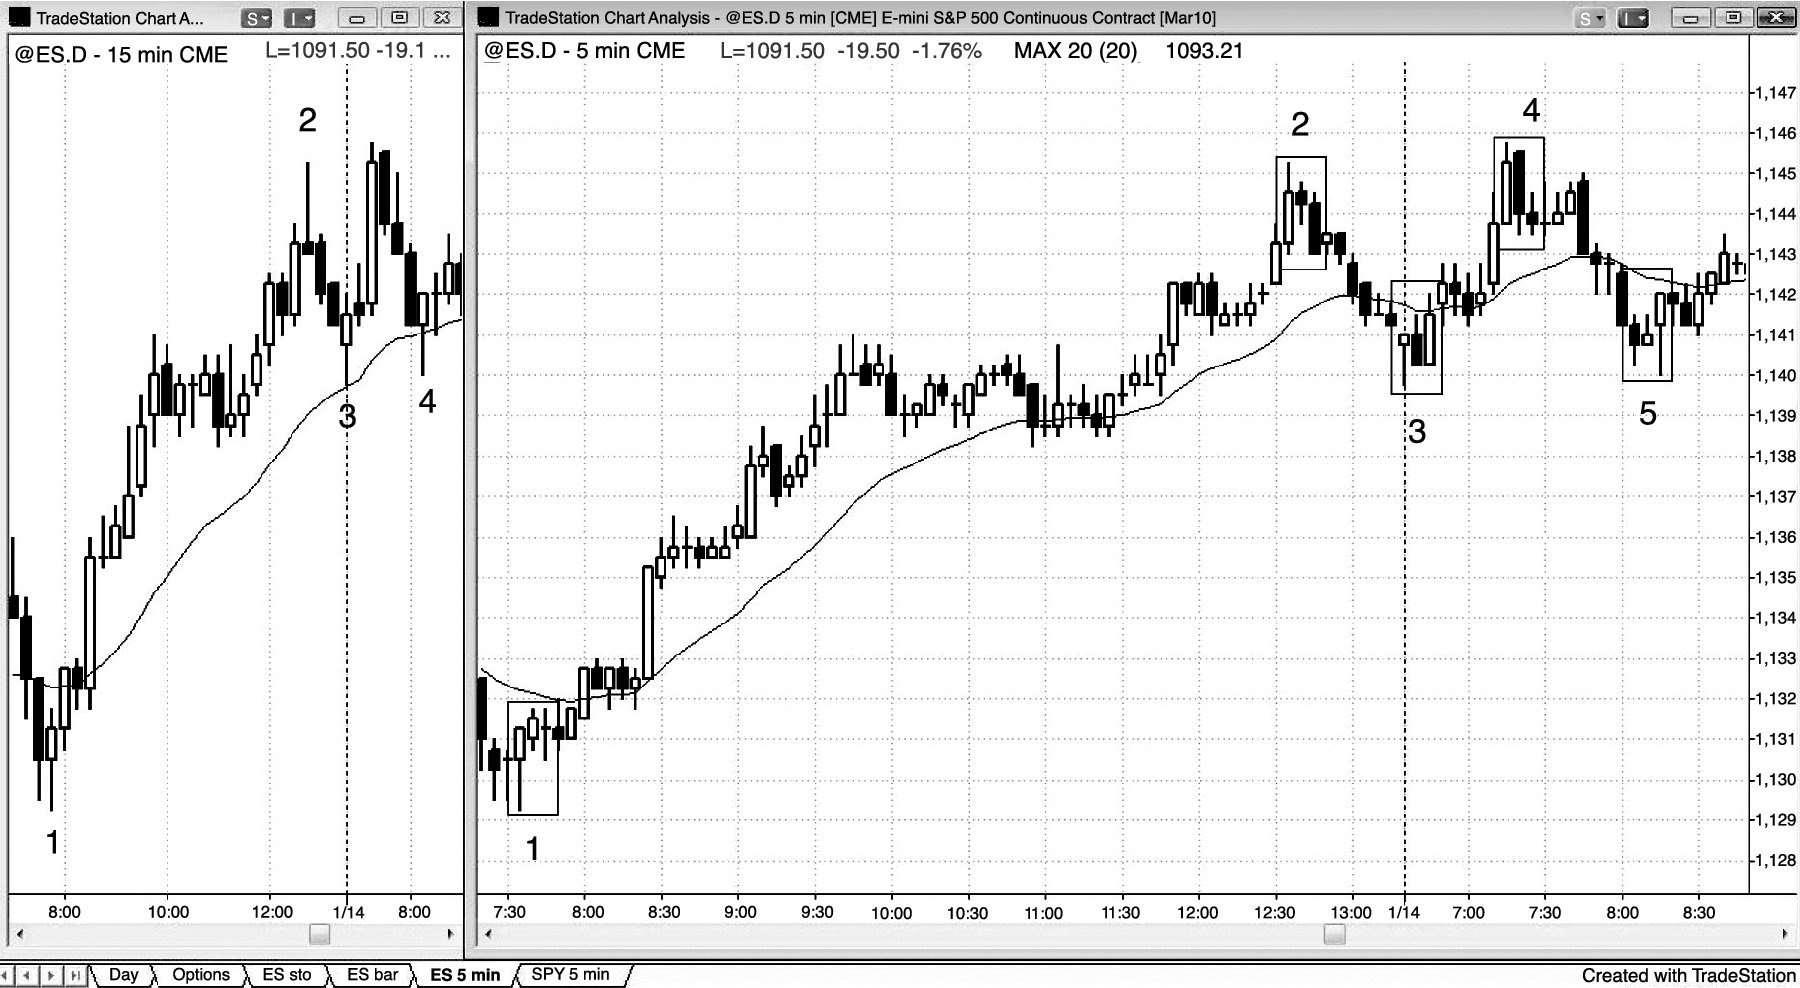 TradeStation Chart A...
S
I
@ES.D - 15 min CME
L=1091.50 -19.1 ...
2
3
4
1
8:00
10:00
12:00
1/14
8:00
TradeStation Chart Analysis - @ES.D 5 min [CME] E-mini S&P 500 Continuous Contract [Mar10]
S
L
@ES.D - 5 min CME
L=1091.50 -19.50 -1.76%
MAX 20 (20)
1093.21
1,147
1,146
1,145
1,144
1,143
1,142
1,141
1,140
1,139
1,138
1,137
1,136
1,135
1,134
1,133
1,132
1,131
1,130
1,129
1,128
2
4
3
5
1
7:30
8:00
8:30
9:00
9:30
10:00
10:30
11:00
11:30
12:00
12:30
13:00
1/14
7:00
7:30
8:00
8:30
Day
Options
ES sto
ES bar
ES 5 min
SPY 5 min
Created with TradeStation